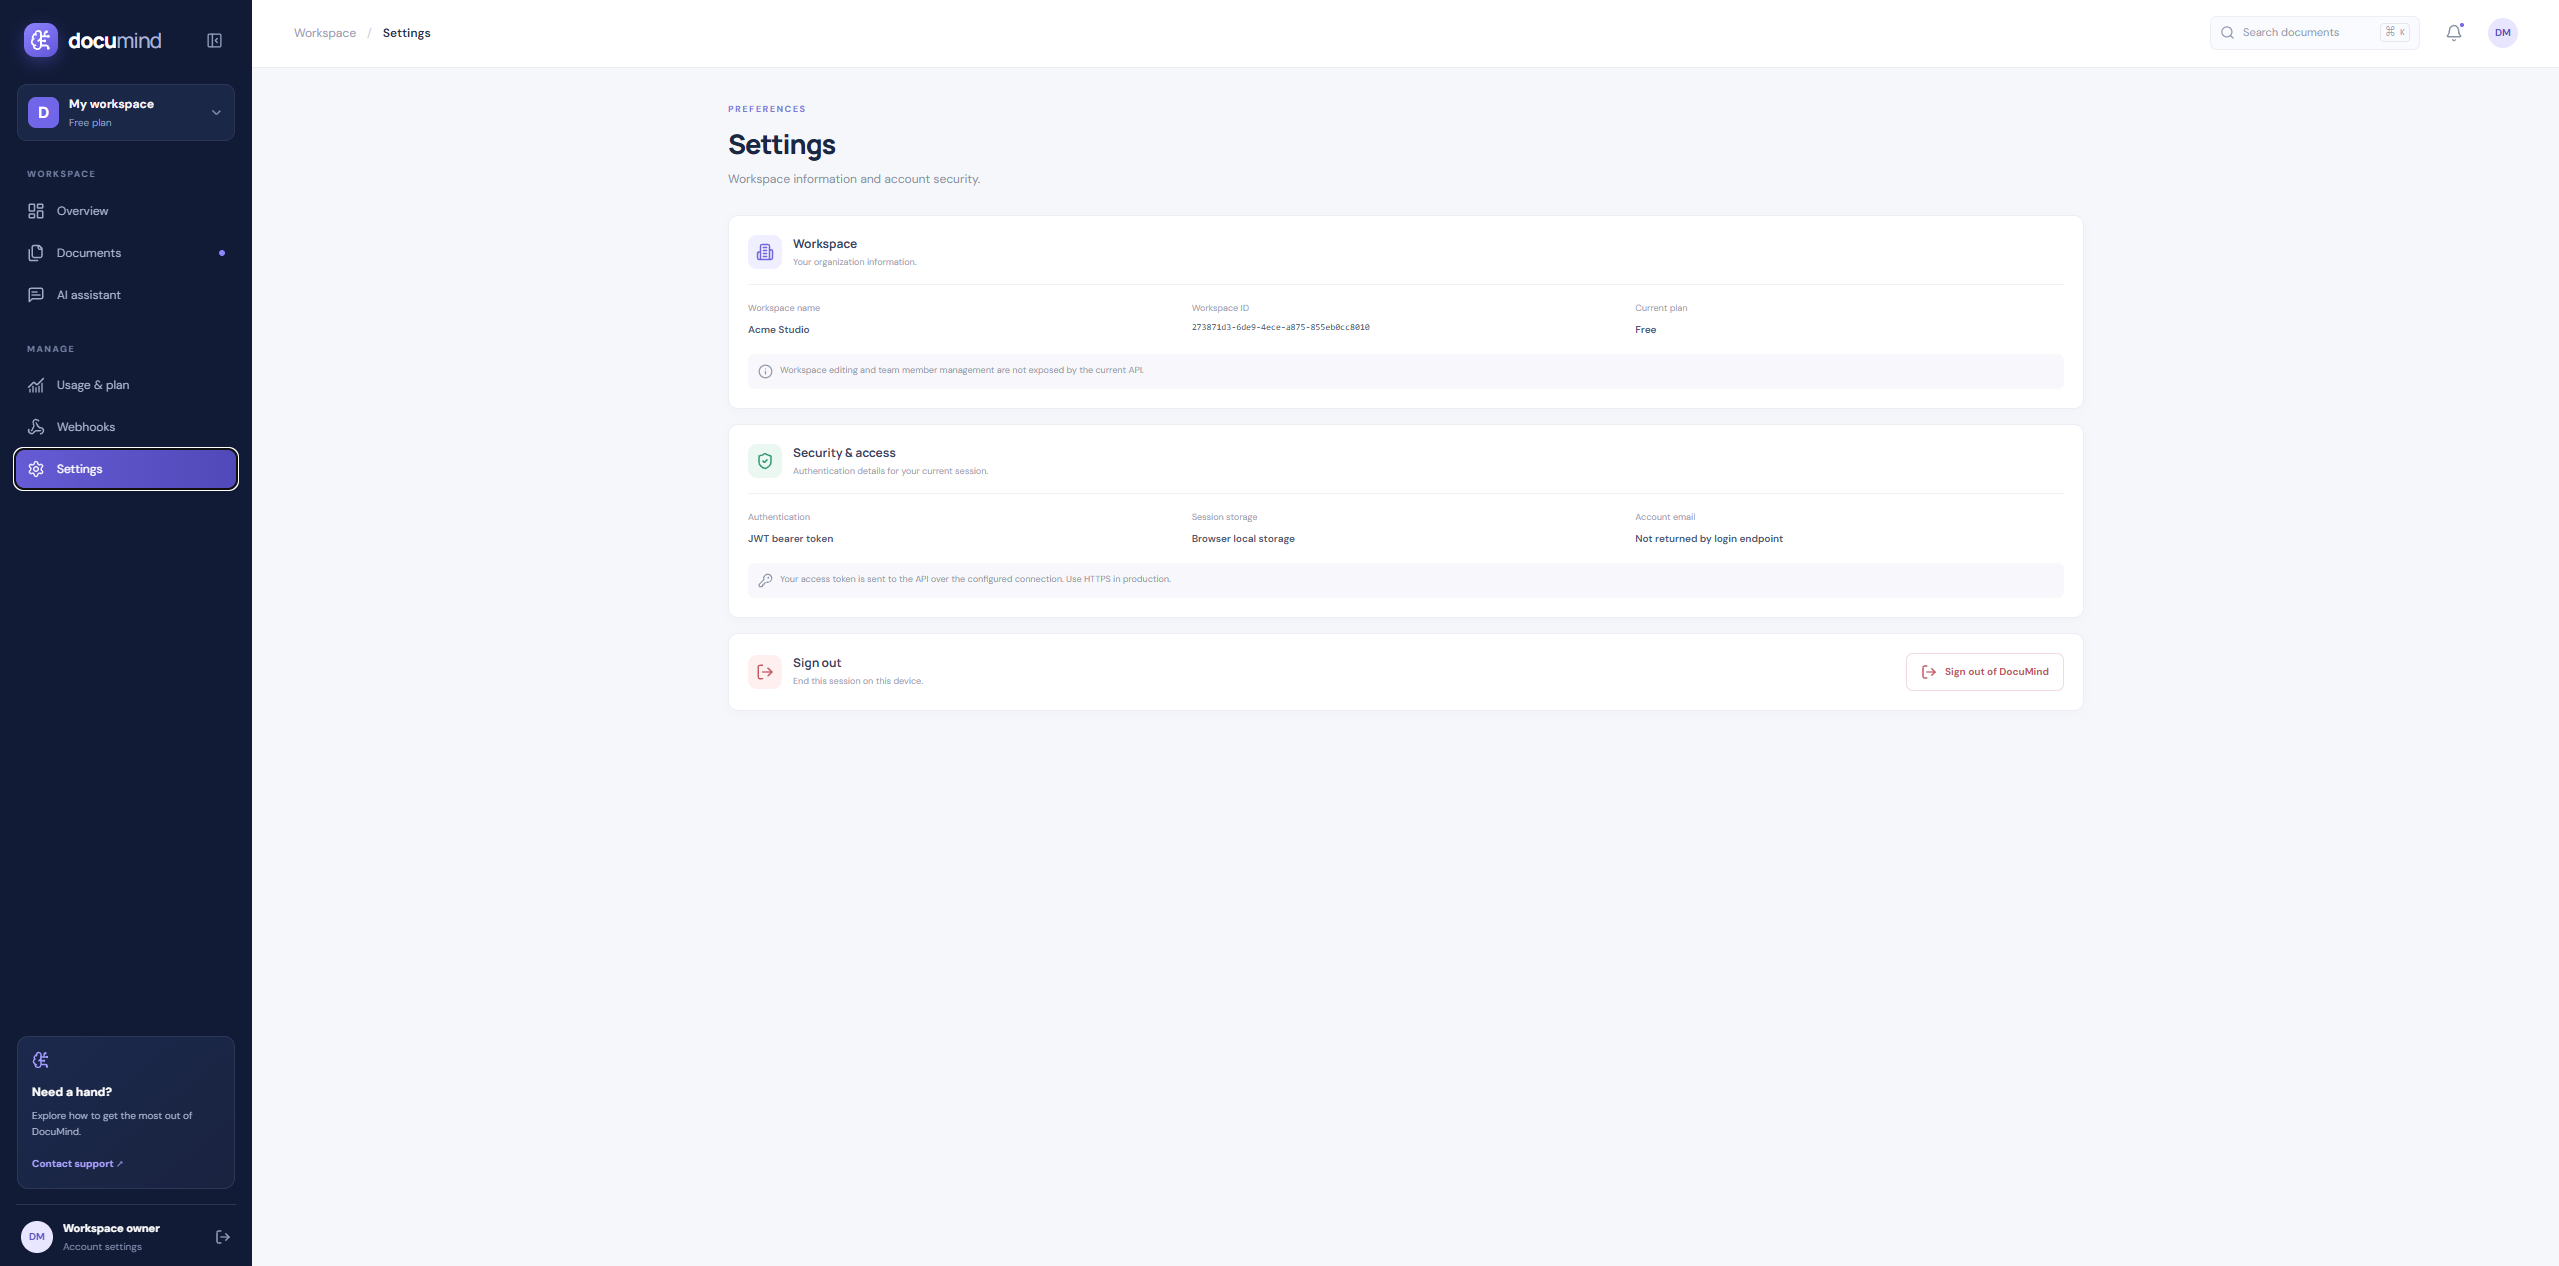 documind
D
My workspace
Free plan
WORKSPACE
Overview
Documents
AI assistant
MANAGE
Usage & plan
Webhooks
Settings
Need a hand?
Explore how to get the most out of
DocuMind.
Contact support ↗
DM
Workspace owner
Account settings
Workspace / Settings
Search documents
⌘ K
DM
PREFERENCES
Settings
Workspace information and account security.
Workspace
Your organization information.
Workspace name
Workspace ID
Current plan
Acme Studio
273871d3-6de9-4ece-a875-855eb0cc8010
Free
Workspace editing and team member management are not exposed by the current API.
Security & access
Authentication details for your current session.
Authentication
Session storage
Account email
JWT bearer token
Browser local storage
Not returned by login endpoint
Your access token is sent to the API over the configured connection. Use HTTPS in production.
Sign out
End this session on this device.
Sign out of DocuMind